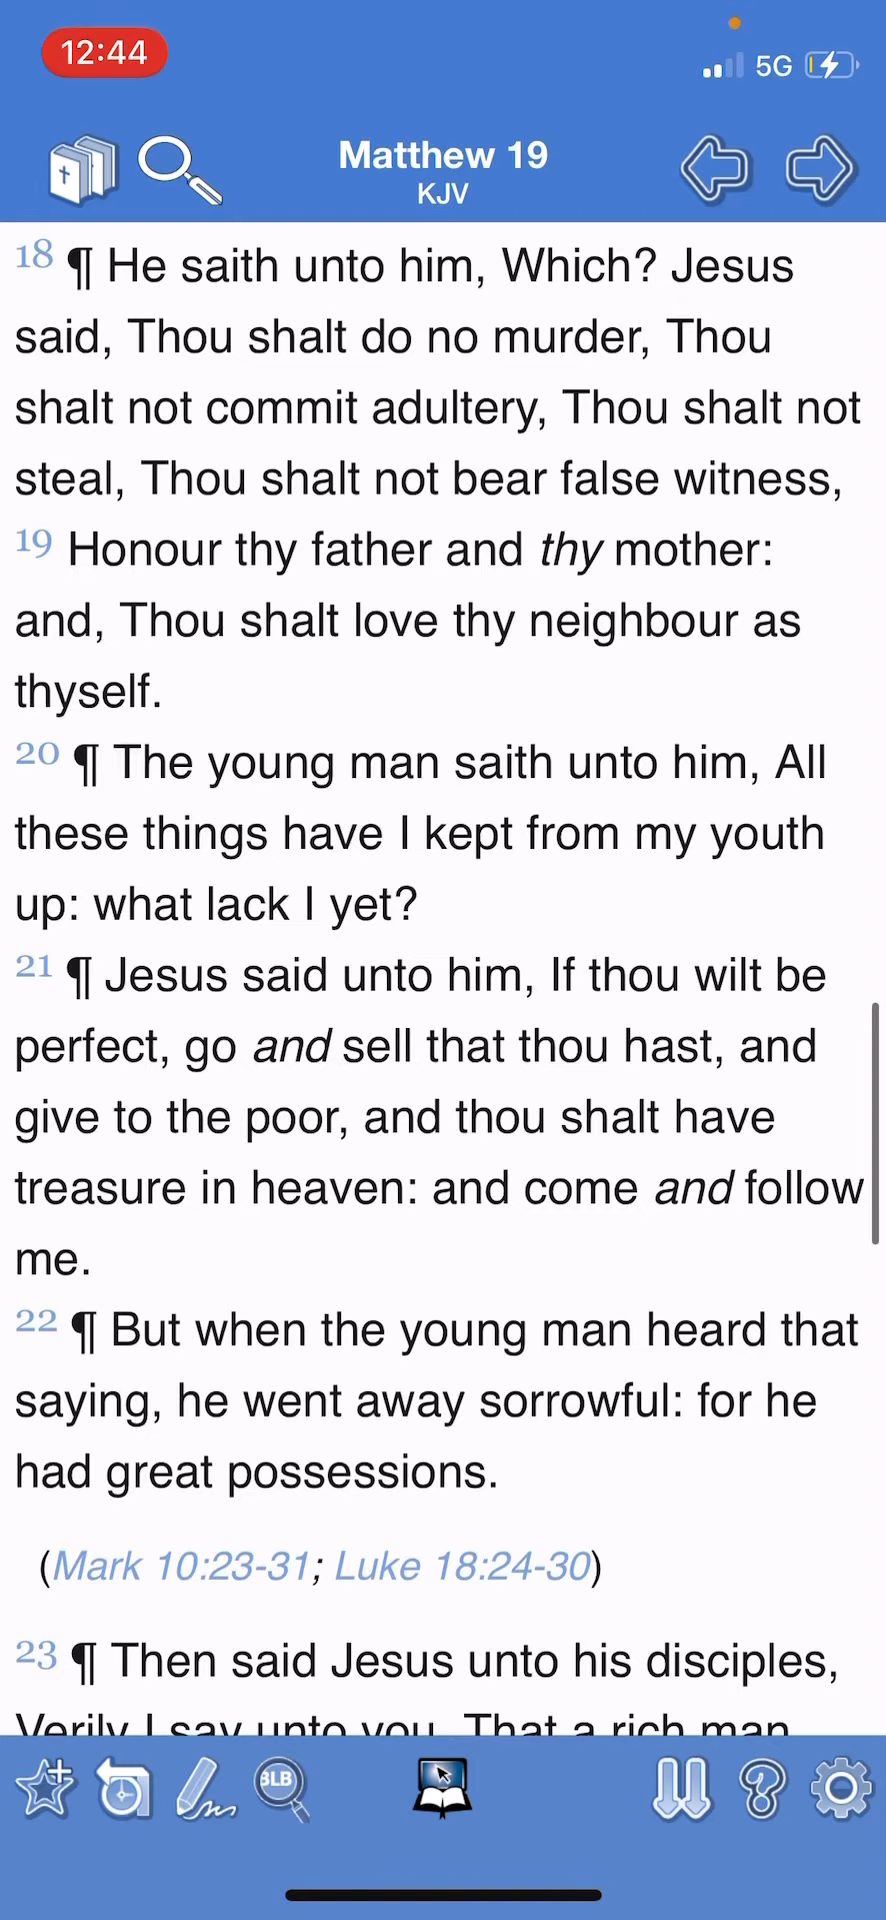 12:44
5G
Matthew 19
KJV
18 ¶ He saith unto him, Which? Jesus
said, Thou shalt do no murder, Thou
shalt not commit adultery, Thou shalt not
steal, Thou shalt not bear false witness,
19 Honour thy father and thy mother:
and, Thou shalt love thy neighbour as
thyself.
20 ¶ The young man saith unto him, All
these things have I kept from my youth
up: what lack I yet?
21 ¶ Jesus said unto him, If thou wilt be
perfect, go and sell that thou hast, and
give to the poor, and thou shalt have
treasure in heaven: and come and follow
me.
22 ¶ But when the young man heard that
saying, he went away sorrowful: for he
had great possessions.
(Mark 10:23-31; Luke 18:24-30)
23 ¶ Then said Jesus unto his disciples,
Verily I say unto you, That a rich man
BLB